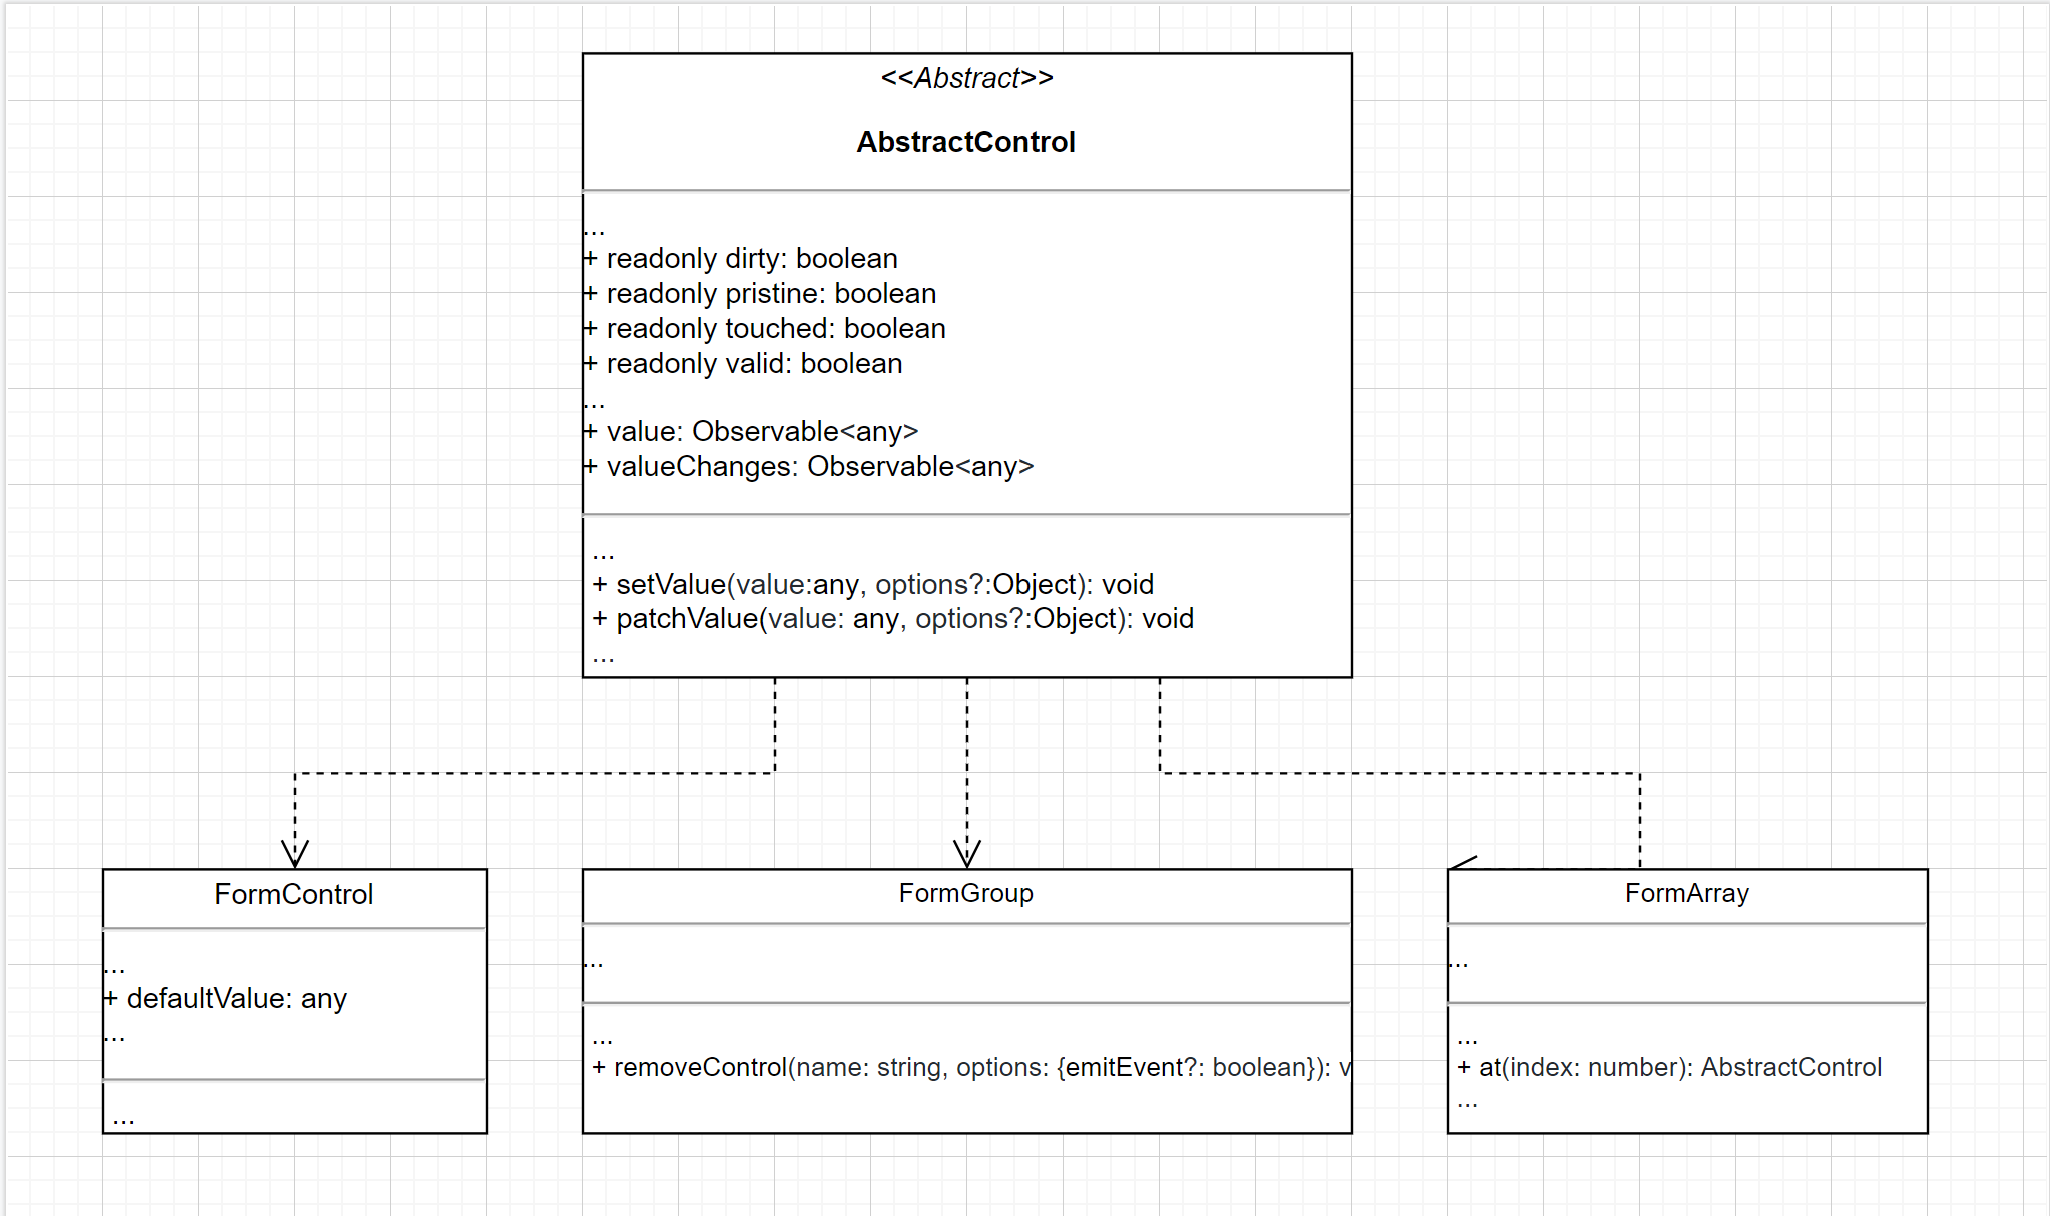 <<Abstract>>
AbstractControl
...
+ readonly dirty: boolean
+ readonly pristine: boolean
+ readonly touched: boolean
+ readonly valid: boolean
...
+ value: Observable<any>
+ valueChanges: Observable<any>
...
+ setValue(value:any, options?:Object): void
+ patchValue(value: any, options?:Object): void
...
FormControl
...
+ defaultValue: any
...
...
FormGroup
...
...
+ removeControl(name: string, options: {emitEvent?: boolean}): v
FormArray
...
...
+ at(index: number): AbstractControl
...